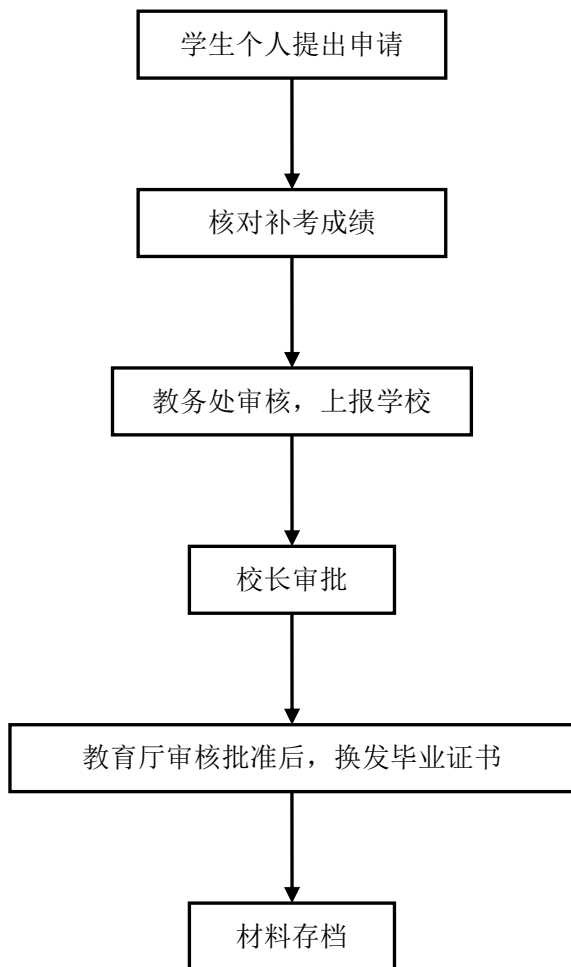 学生个人提出申请
核对补考成绩
教务处审核，上报学校
校长审批
教育厅审核批准后，换发毕业证书
材料存档